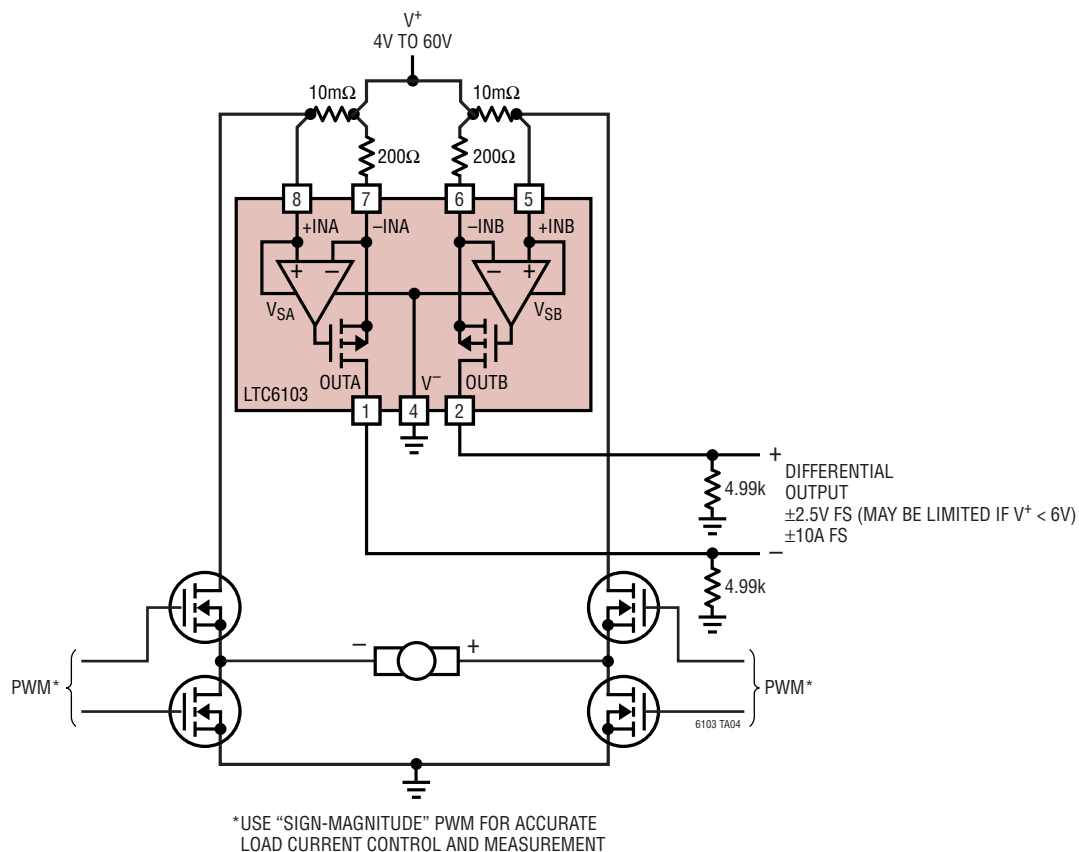 V+
4V TO 60V
10mΩ
10mΩ
200Ω
200Ω
8
7
6
5
+INA
–INA
–INB
+INB
+
–
–
+
VSA
VSB
OUTA
V–
OUTB
LTC6103
1
4
2
+
4.99k
DIFFERENTIAL
OUTPUT
±2.5V FS (MAY BE LIMITED IF V+ < 6V)
±10A FS
–
4.99k
–
+
PWM*
PWM*
6103 TA04
*USE “SIGN-MAGNITUDE” PWM FOR ACCURATE
LOAD CURRENT CONTROL AND MEASUREMENT